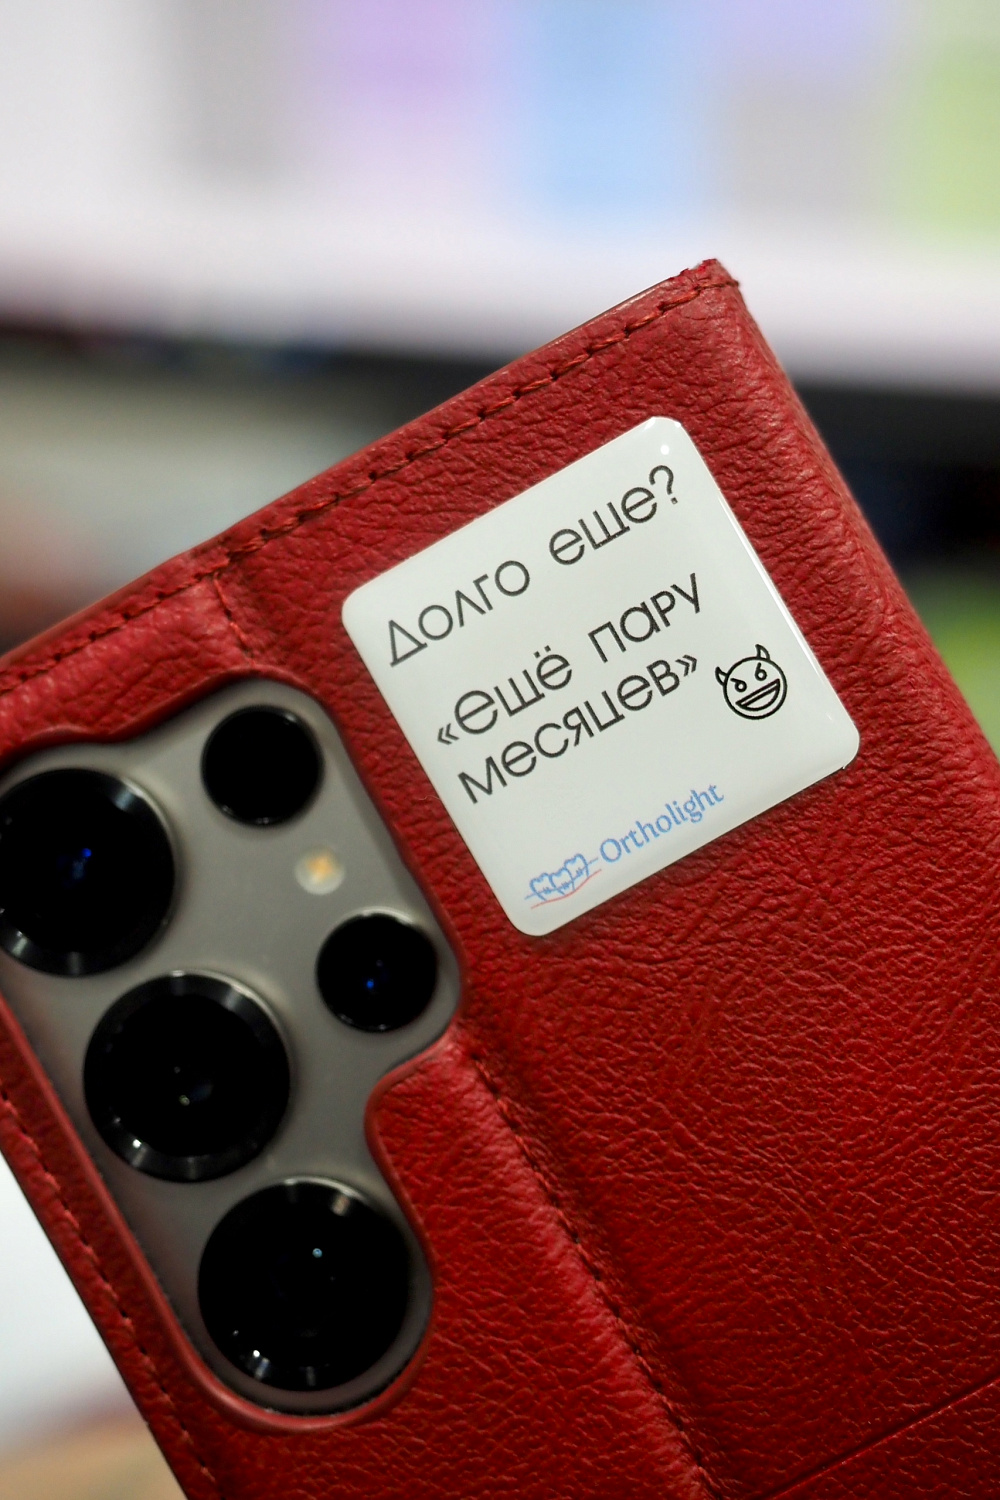 Долго еще?
«ещё пару
месяцев»
Ortholight